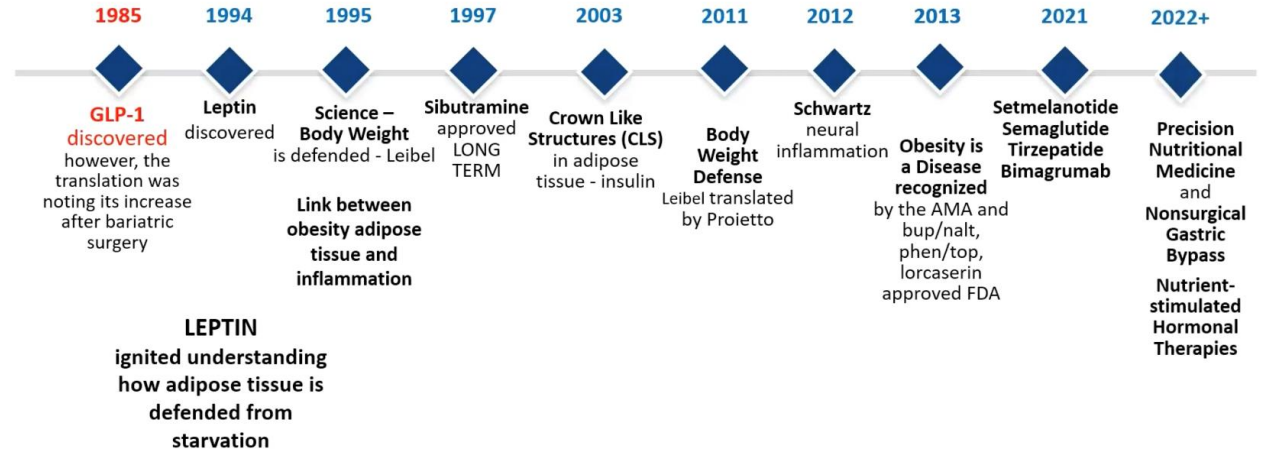 1985
GLP-1
discovered
however, the
translation was
noting its increase
after bariatric
surgery
1994
Leptin
discovered
LEPTIN
ignited understanding
how adipose tissue is
defended from
starvation
1995
Science –
Body Weight
is defended - Leibel
Link between
obesity adipose
tissue and
inflammation
1997
Sibutramine
approved
LONG
TERM
2003
Crown Like
Structures (CLS)
in adipose
tissue - insulin
2011
Body
Weight
Defense
Leibel translated
by Proietto
2012
Schwartz
neural
inflammation
2013
Obesity is
a Disease
recognized
by the AMA and
bup/nalt,
phen/top,
lorcaserin
approved FDA
2021
Setmelanotide
Semaglutide
Tirzepatide
Bimagrumab
2022+
Precision
Nutritional
Medicine
and
Nonsurgical
Gastric
Bypass
Nutrient-
stimulated
Hormonal
Therapies